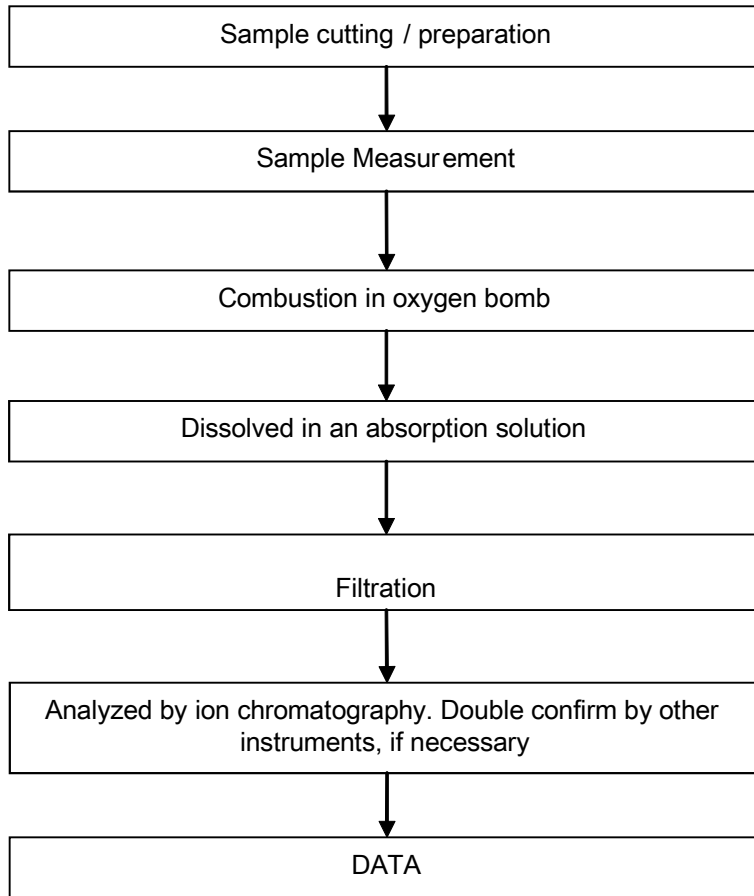 Sample cutting / preparation
Sample Measurement
Combustion in oxygen bomb
Dissolved in an absorption solution
Filtration
Analyzed by ion chromatography. Double confirm by other
instruments, if necessary
DATA